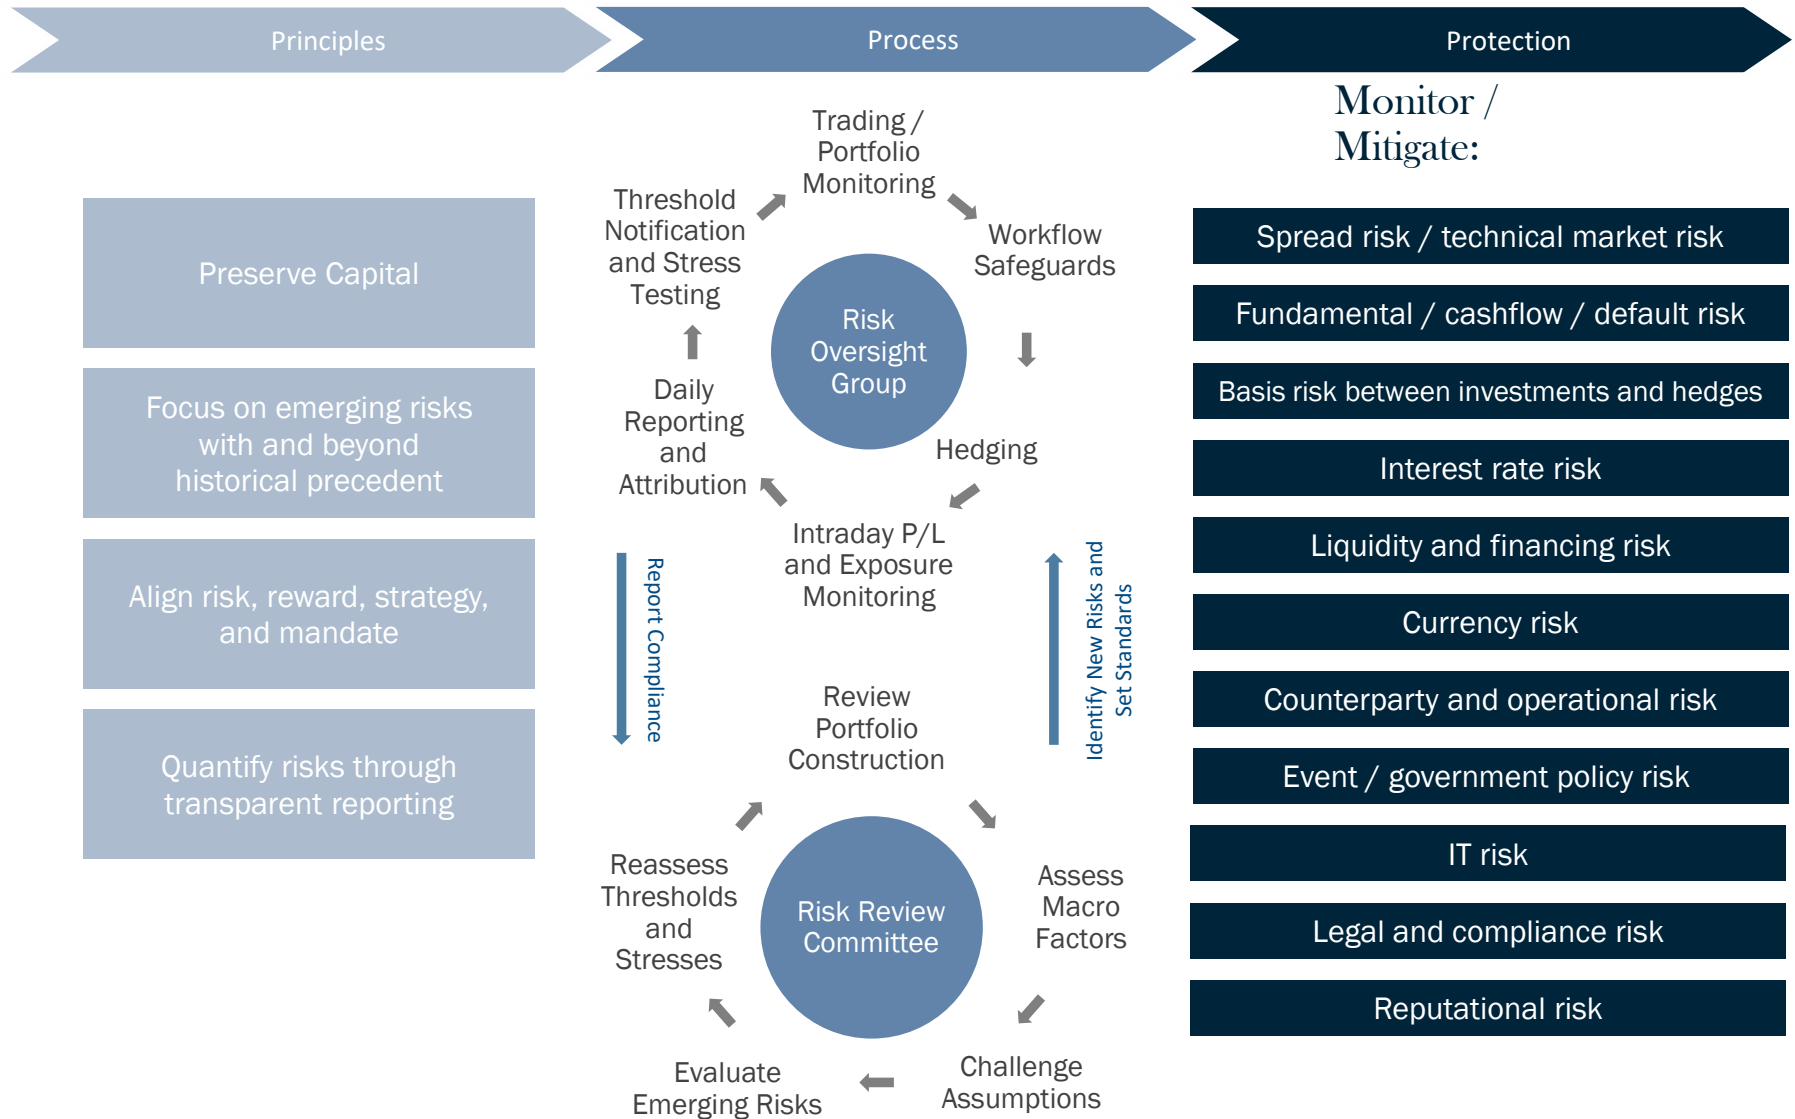 Principles
Process
Protection
Preserve Capital
Focus on emerging risks
with and beyond
historical precedent
Align risk, reward, strategy,
and mandate
Quantify risks through
transparent reporting
Trading /
Portfolio
Monitoring
Workflow
Safeguards
Hedging
Intraday P/L
and Exposure
Monitoring
Daily
Reporting
and
Attribution
Threshold
Notification
and Stress
Testing
Risk
Oversight
Group
Report Compliance
Identify New Risks and
Set Standards
Review
Portfolio
Construction
Assess
Macro
Factors
Challenge
Assumptions
Evaluate
Emerging Risks
Reassess
Thresholds
and
Stresses
Risk Review
Committee
Monitor /
Mitigate:
Spread risk / technical market risk
Fundamental / cashflow / default risk
Basis risk between investments and hedges
Interest rate risk
Liquidity and financing risk
Currency risk
Counterparty and operational risk
Event / government policy risk
IT risk
Legal and compliance risk
Reputational risk